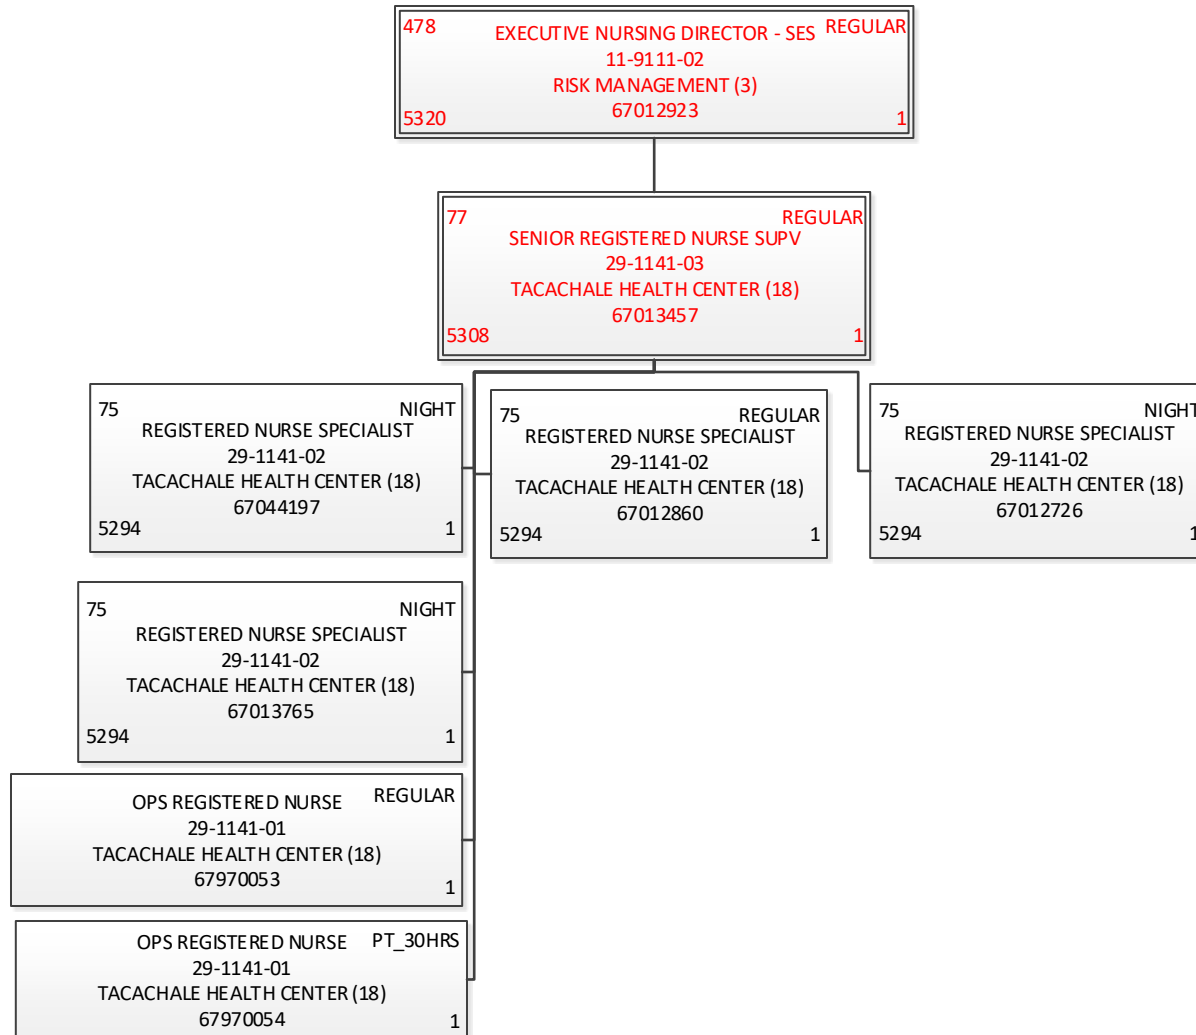 478 EXECUTIVE NURSING DIRECTOR - SES REGULAR
11-9111-02
RISK MANAGEMENT (3)
67012923
5320 1
77 REGULAR
SENIOR REGISTERED NURSE SUPV
29-1141-03
TACACHALE HEALTH CENTER (18)
67013457
5308 1
75 NIGHT
REGISTERED NURSE SPECIALIST
29-1141-02
TACACHALE HEALTH CENTER (18)
67044197
5294 1
75 REGULAR
REGISTERED NURSE SPECIALIST
29-1141-02
TACACHALE HEALTH CENTER (18)
67012860
5294 1
75 NIGHT
REGISTERED NURSE SPECIALIST
29-1141-02
TACACHALE HEALTH CENTER (18)
67012726
5294 1
75 NIGHT
REGISTERED NURSE SPECIALIST
29-1141-02
TACACHALE HEALTH CENTER (18)
67013765
5294 1
OPS REGISTERED NURSE REGULAR
29-1141-01
TACACHALE HEALTH CENTER (18)
67970053
1
OPS REGISTERED NURSE PT_30HRS
29-1141-01
TACACHALE HEALTH CENTER (18)
67970054
1